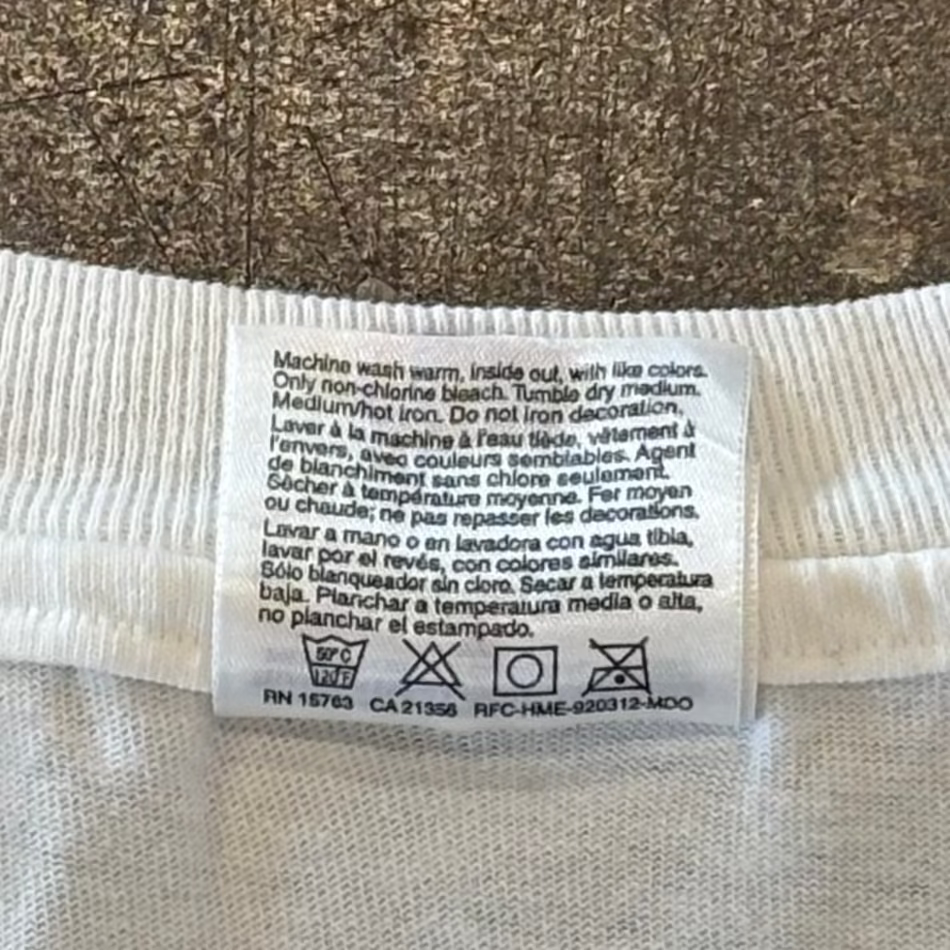 Machine wash warm, inside out, with like colors.
Only non-chlorine bleach. Tumble dry medium.
Medium/hot iron. Do not iron decoration.
Laver à la machine à l'eau tiède, vêtement à
l'envers, avec couleurs semblables. Agent
de blanchiment sans chlore seulement.
Sécher à température moyenne. Fer moyen
ou chaude; ne pas repasser les decorations.
Lavar a mano o en lavadora con agua tibia,
lavar por el revés, con colores similares.
Sólo blanqueador sin cloro. Secar a temperatura
baja. Planchar a temperatura media o alta,
no planchar el estampado.
50°C
120°F
RN 15763 CA 21356 RFC-HME-920312-MDO